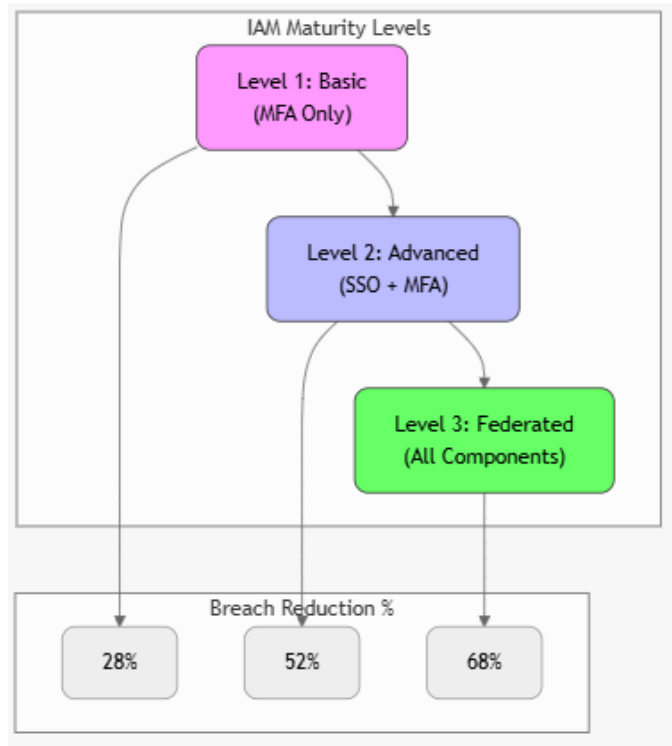 IAM Maturity Levels
Level 1: Basic
(MFA Only)
Level 2: Advanced
(SSO + MFA)
Level 3: Federated
(All Components)
Breach Reduction %
28%
52%
68%